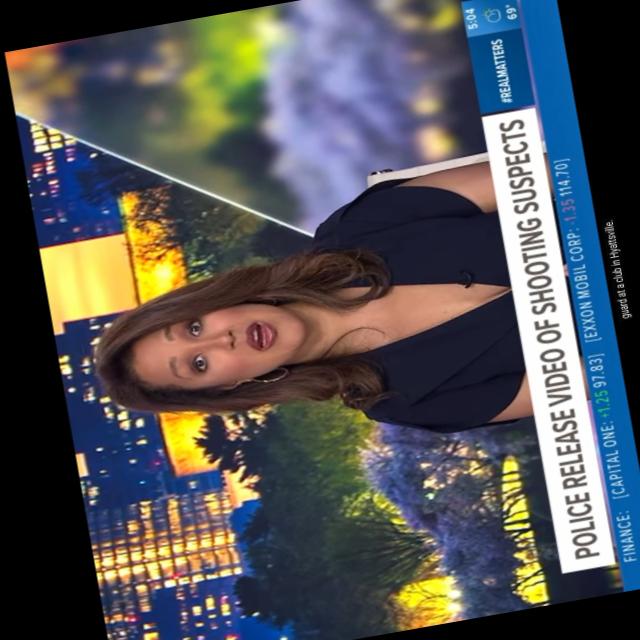 5:04
69°
#REALMATTERS
POLICE RELEASE VIDEO OF SHOOTING SUSPECTS
FINANCE: [CAPITAL ONE: +1.25 97.83] [EXXON MOBIL CORP: -1.35 114.70]
guard at a club in Hyattsville.